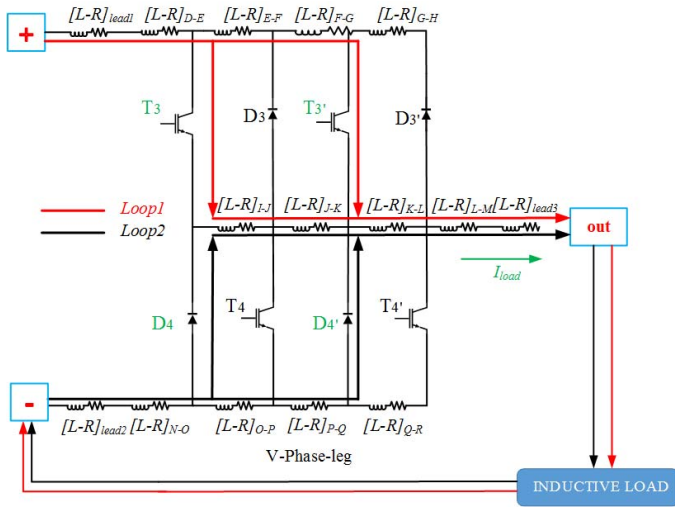 [L-R]lead1 [L-R]D-E [L-R]E-F [L-R]F-G [L-R]G-H
+
T3 D3 T3' D3'
[L-R]I-J [L-R]J-K [L-R]K-L [L-R]L-M [L-R]lead3
Loop1
Loop2
out
Iload
D4 T4 D4' T4'
-
[L-R]lead2 [L-R]N-O [L-R]O-P [L-R]P-Q [L-R]Q-R
V-Phase-leg
INDUCTIVE LOAD